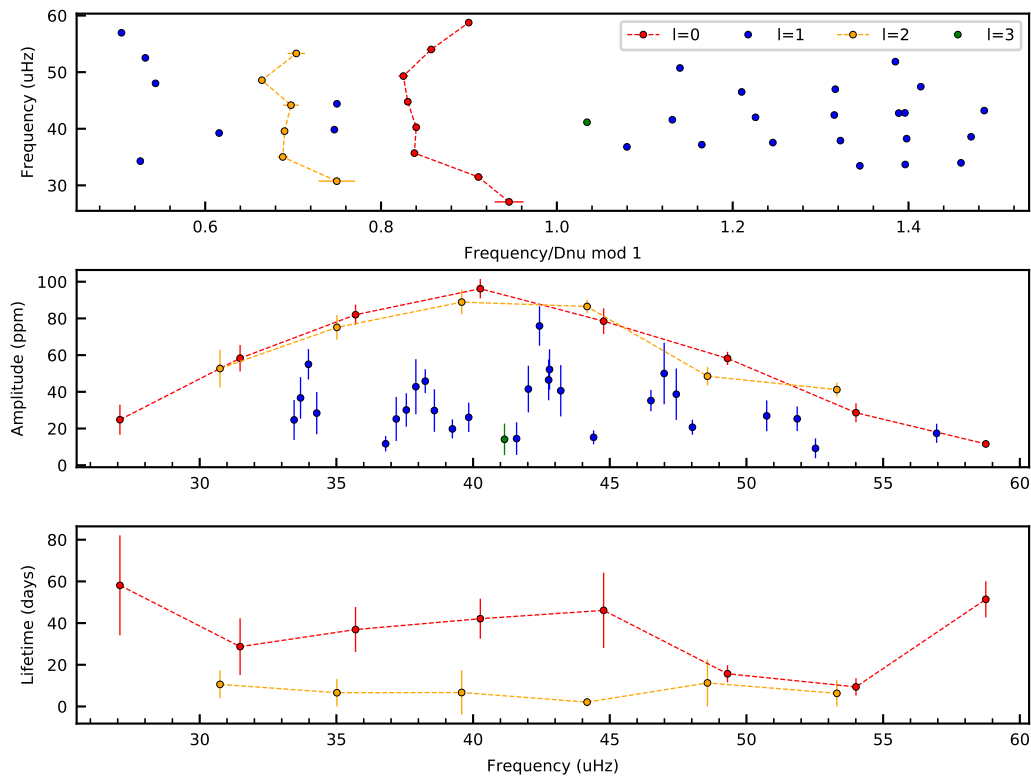 60
50
40
30
Frequency (uHz)
l=0 l=1 l=2 l=3
0.6 0.8 1.0 1.2 1.4
Frequency/Dnu mod 1
100
80
60
40
20
0
Amplitude (ppm)
30 35 40 45 50 55 60
80
60
40
20
0
Lifetime (days)
30 35 40 45 50 55 60
Frequency (uHz)